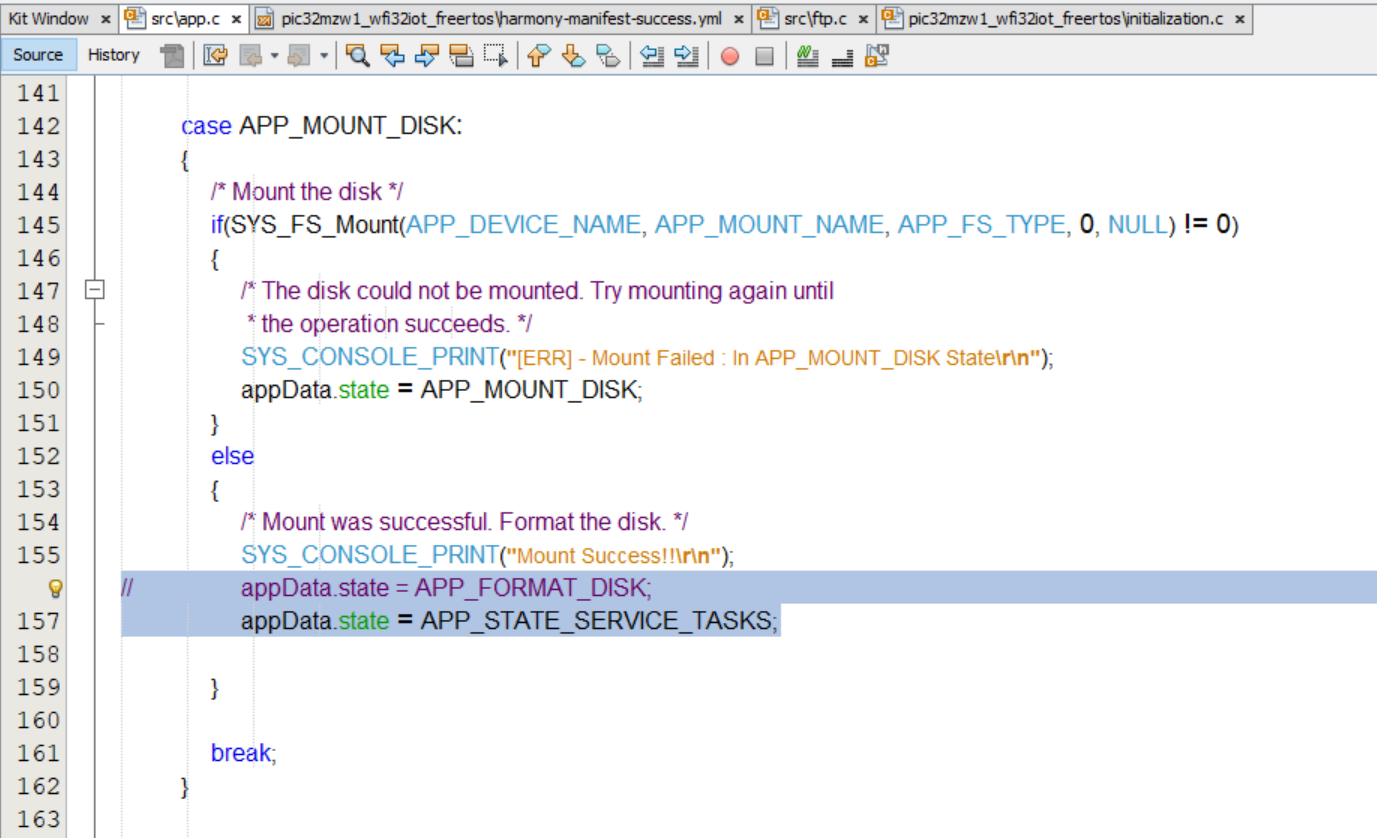 Kit Window × src\app.c × pic32mzw1_wfi32iot_freertos\harmony-manifest-success.yml × src\ftp.c × pic32mzw1_wfi32iot_freertos\initialization.c ×
Source History
141
142 case APP_MOUNT_DISK:
143 {
144 /* Mount the disk */
145 if(SYS_FS_Mount(APP_DEVICE_NAME, APP_MOUNT_NAME, APP_FS_TYPE, 0, NULL) != 0)
146 {
147 /* The disk could not be mounted. Try mounting again until
148 * the operation succeeds. */
149 SYS_CONSOLE_PRINT("[ERR] - Mount Failed : In APP_MOUNT_DISK State\r\n");
150 appData.state = APP_MOUNT_DISK;
151 }
152 else
153 {
154 /* Mount was successful. Format the disk. */
155 SYS_CONSOLE_PRINT("Mount Success!!\r\n");
// appData.state = APP_FORMAT_DISK;
157 appData.state = APP_STATE_SERVICE_TASKS;
158
159 }
160
161 break;
162 }
163